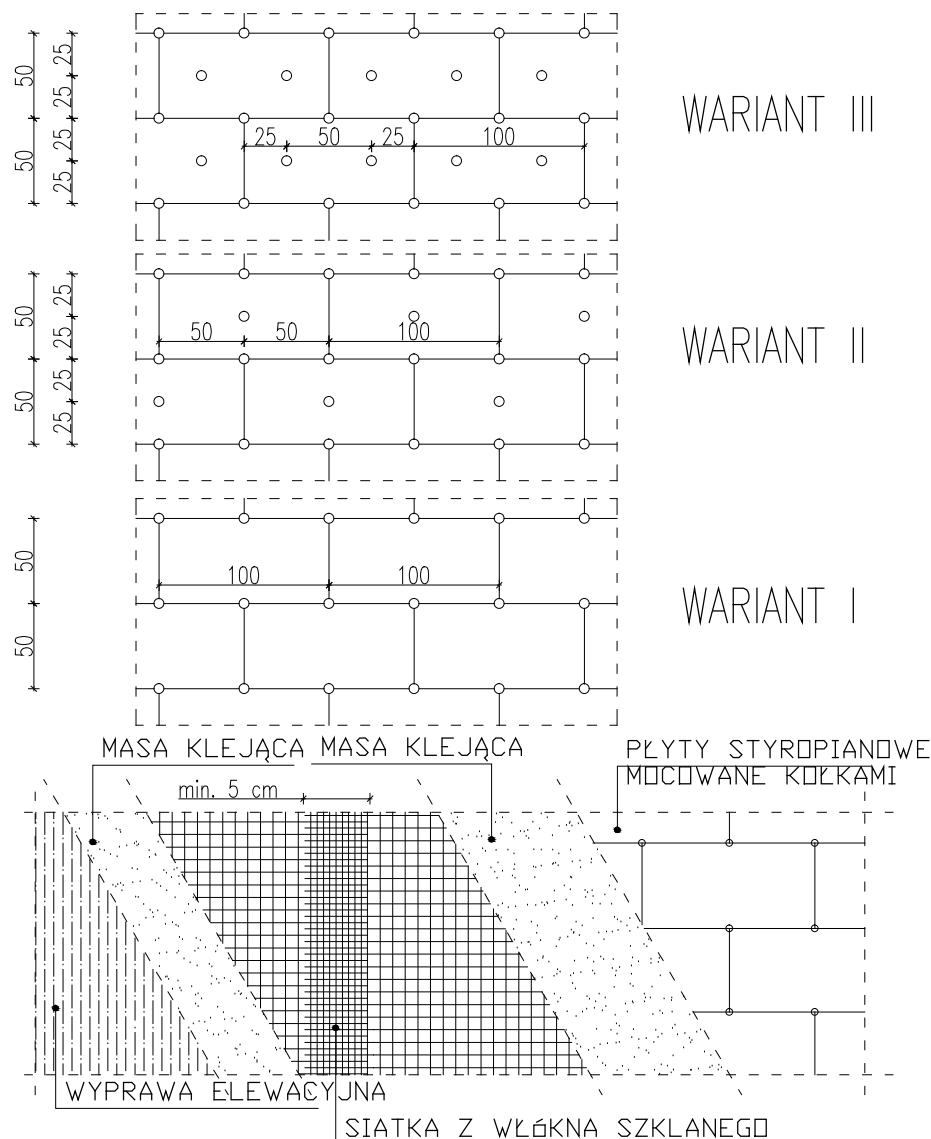 50
25
25
50
25
25
25
50
25
100
WARIANT III
50
25
25
50
25
25
50
50
100
WARIANT II
50
50
100
100
WARIANT I
MASA KLEJĄCA
MASA KLEJĄCA
PŁYTY STYROPIANOWE
MOCOWANE KOŁKAMI
min. 5 cm
WYPRAWA ELEWACYJNA
SIATKA Z WŁóKNA SZKLANEGO